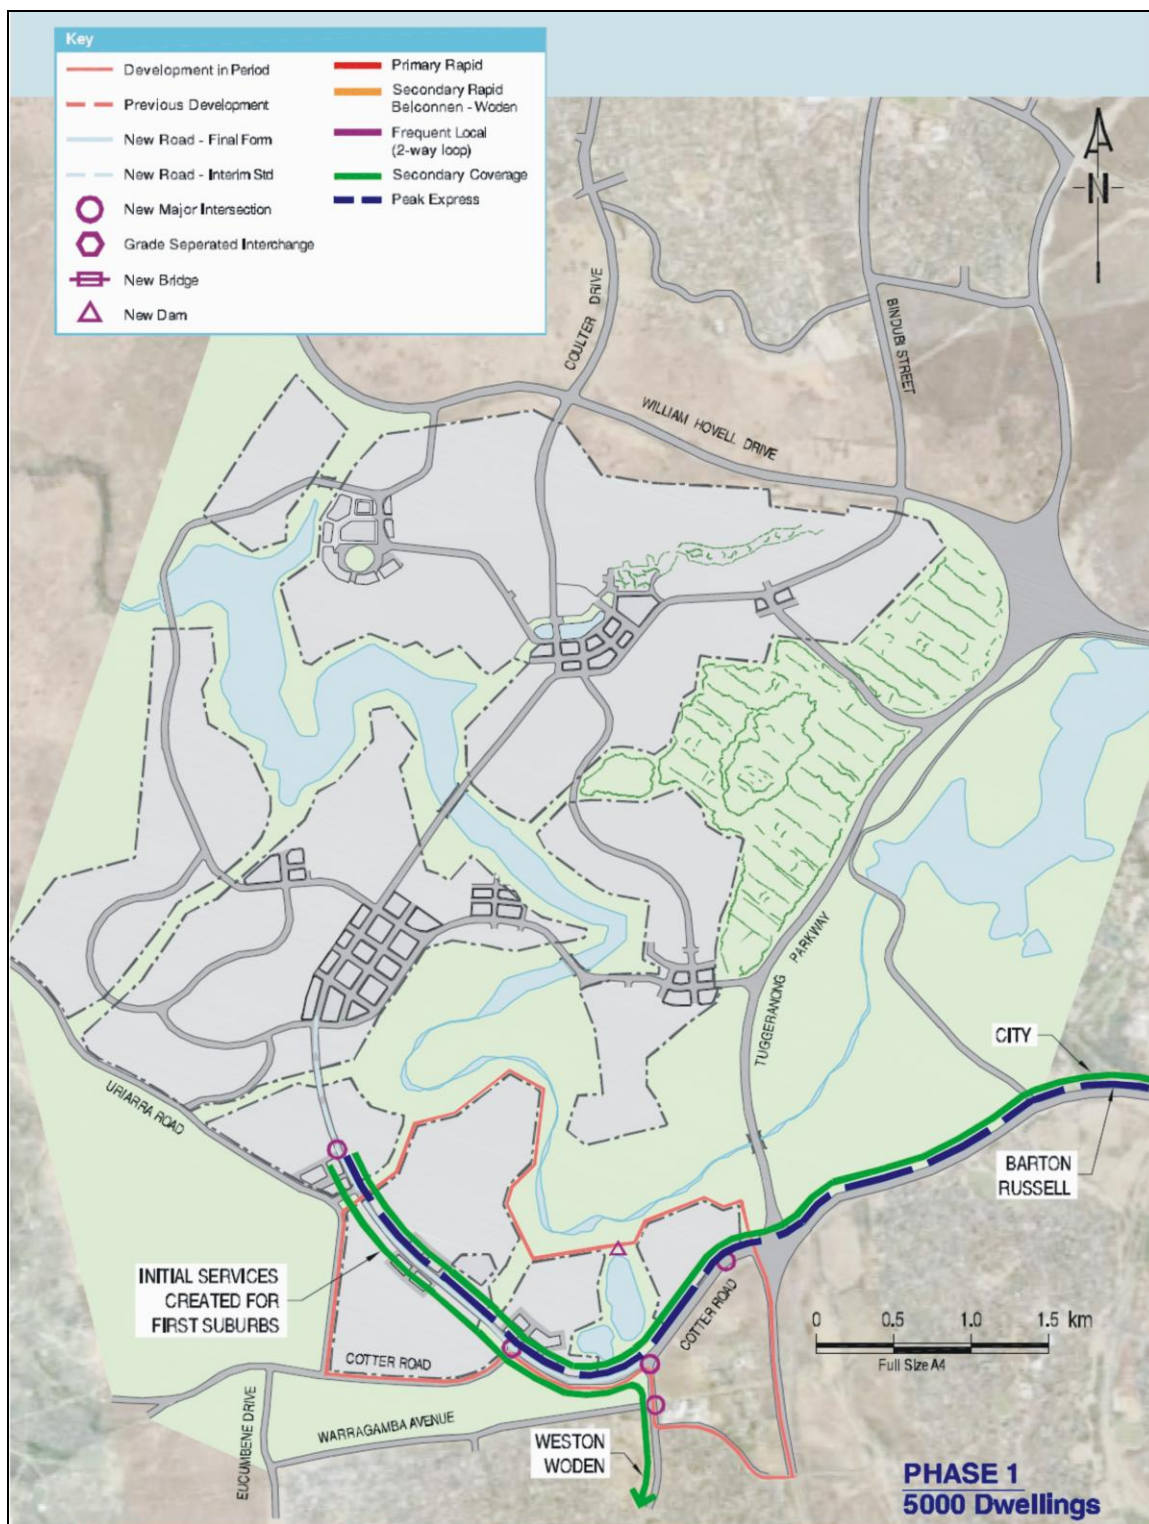 Key
Development in Period
Previous Development
New Road - Final Form
New Road - Interim Std
New Major Intersection
Grade Seperated Interchange
New Bridge
New Dam
Primary Rapid
Secondary Rapid
Belconnen - Woden
Frequent Local
(2-way loop)
Secondary Coverage
Peak Express
N
COULTER DRIVE
BINDUBI STREET
WILLIAM HOVELL DRIVE
TUGGERANONG PARKWAY
CITY
URIARRA ROAD
BARTON
RUSSELL
INITIAL SERVICES
CREATED FOR
FIRST SUBURBS
COTTER ROAD
COTTER ROAD
0 0.5 1.0 1.5 km
Full Size A4
EUCUMBENE DRIVE
WARRAGAMBA AVENUE
WESTON
WODEN
PHASE 1
5000 Dwellings